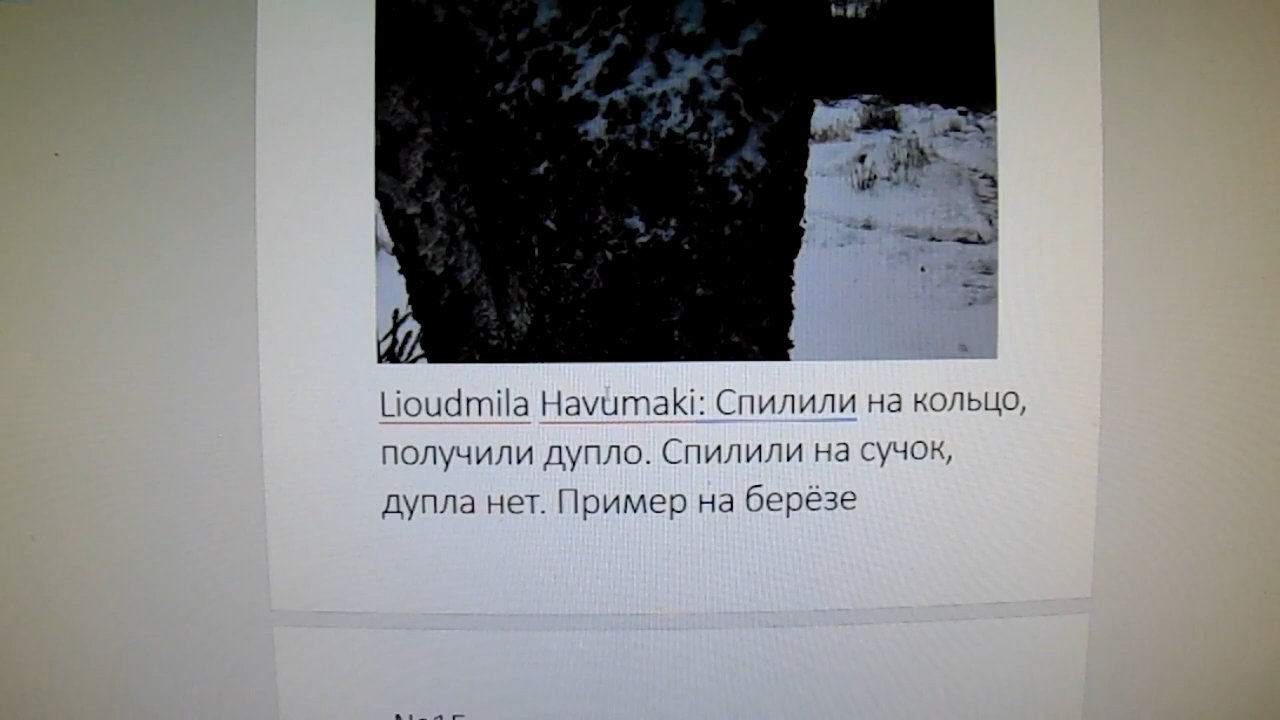 Lioudmila Havumaki: Спилили на кольцо,
получили дупло. Спилили на сучок,
дупла нет. Пример на берёзе